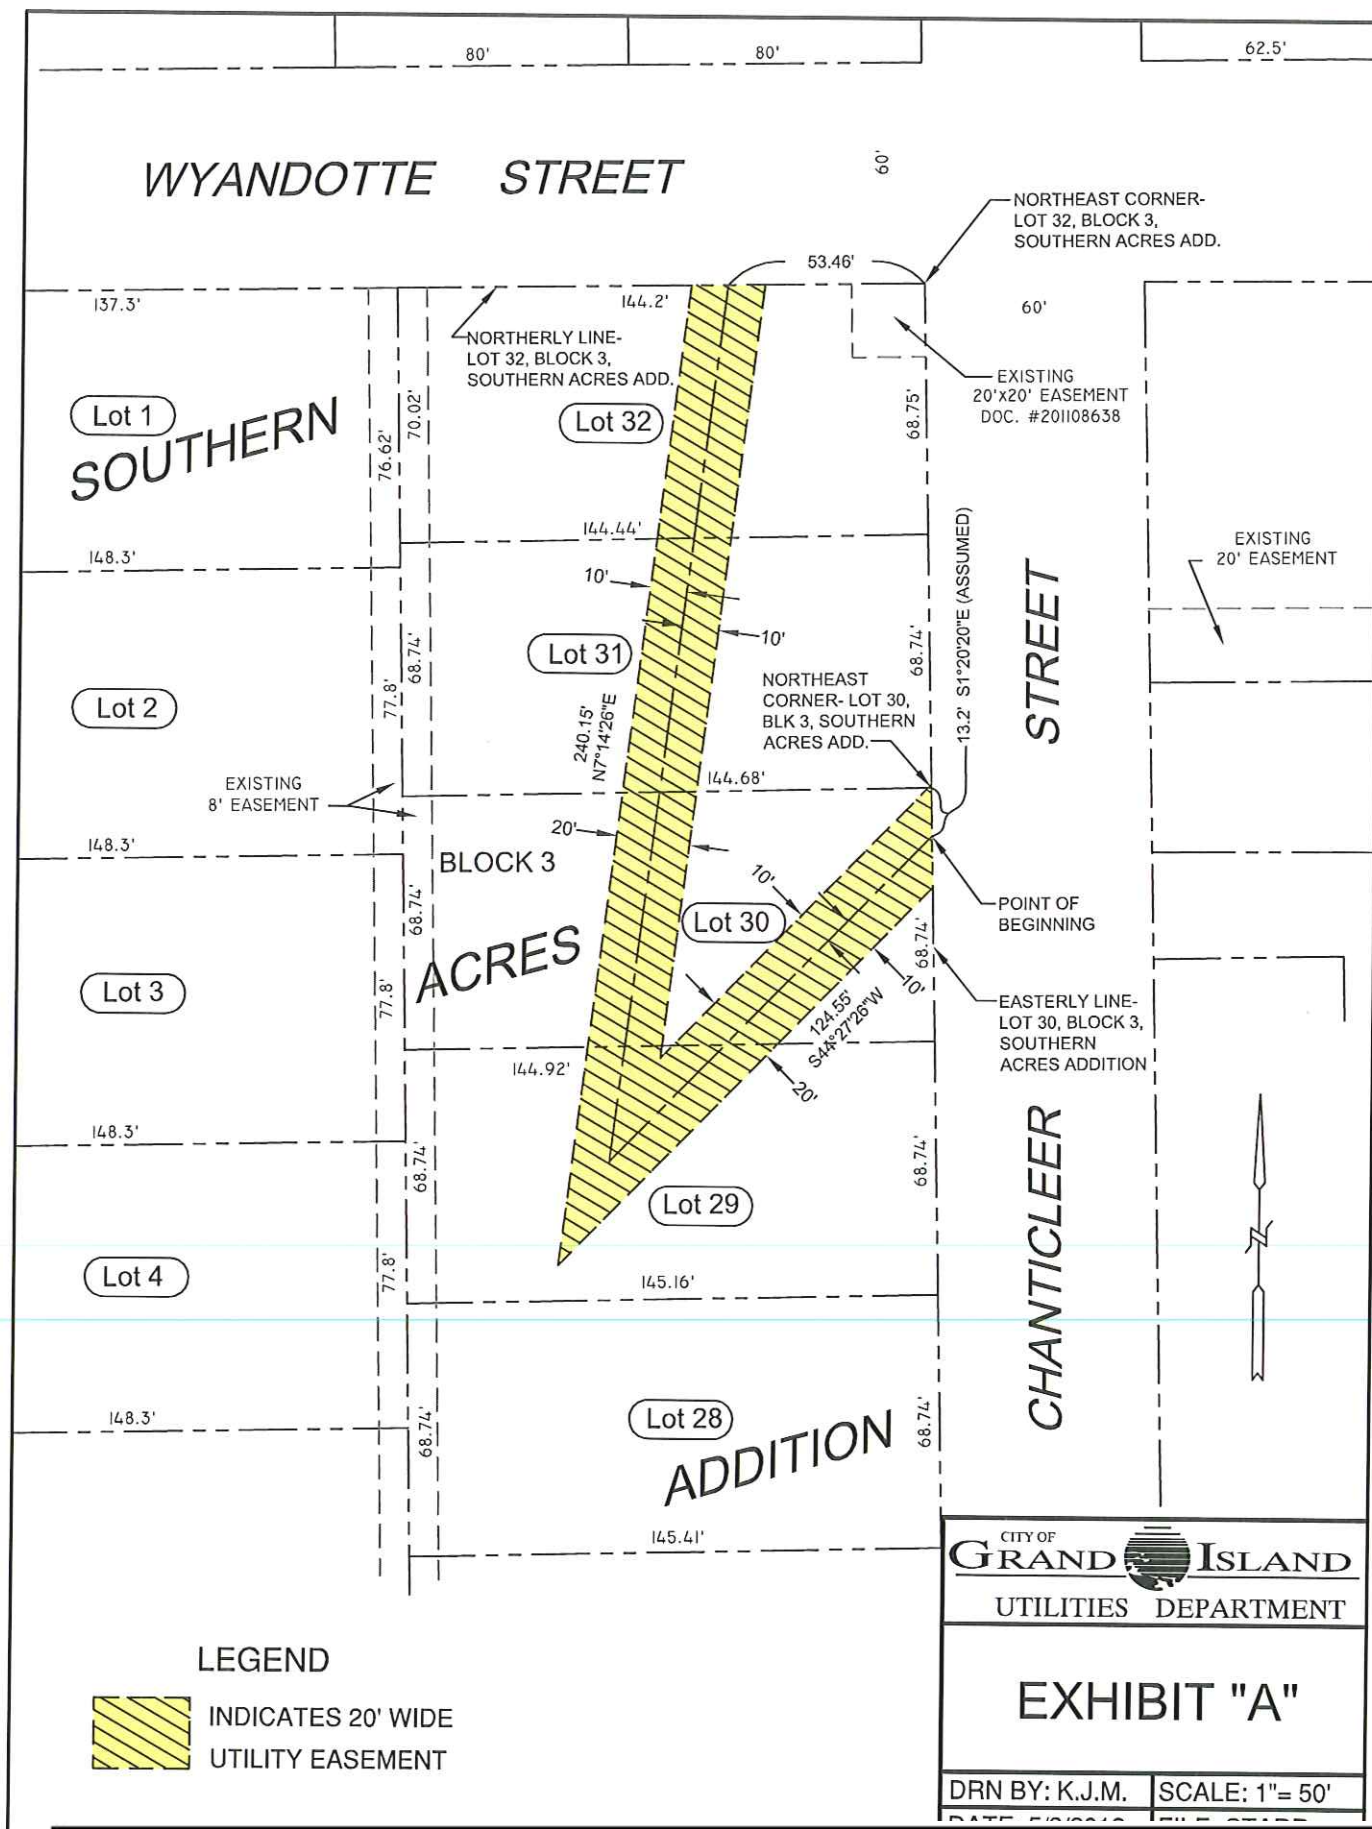 80'
80'
62.5'
WYANDOTTE STREET
60'
NORTHEAST CORNER-
LOT 32, BLOCK 3,
SOUTHERN ACRES ADD.
53.46'
137.3'
144.2'
60'
NORTHERLY LINE-
LOT 32, BLOCK 3,
SOUTHERN ACRES ADD.
EXISTING
20'x20' EASEMENT
DOC. #201108638
Lot 1
SOUTHERN
76.62'
70.02'
Lot 32
68.75'
148.3'
144.44'
EXISTING
20' EASEMENT
10'
10'
Lot 31
68.74'
13.2' S1°20'20"E (ASSUMED)
STREET
Lot 2
77.8'
68.74'
240.15'
N7°14'26"E
NORTHEAST
CORNER- LOT 30,
BLK 3, SOUTHERN
ACRES ADD.
144.68'
EXISTING
8' EASEMENT
20'
148.3'
BLOCK 3
10'
68.74'
Lot 30
68.74'
POINT OF
BEGINNING
ACRES
Lot 3
77.8'
10'
124.55'
S44°27'26"W
EASTERLY LINE-
LOT 30, BLOCK 3,
SOUTHERN
ACRES ADDITION
144.92'
20'
148.3'
68.74'
68.74'
Lot 29
CHANTICLEER
Lot 4
77.8'
145.16'
148.3'
68.74'
Lot 28
68.74'
ADDITION
145.41'
CITY OF
GRAND ISLAND
UTILITIES DEPARTMENT
LEGEND
INDICATES 20' WIDE
UTILITY EASEMENT
EXHIBIT "A"
DRN BY: K.J.M.
SCALE: 1"= 50'